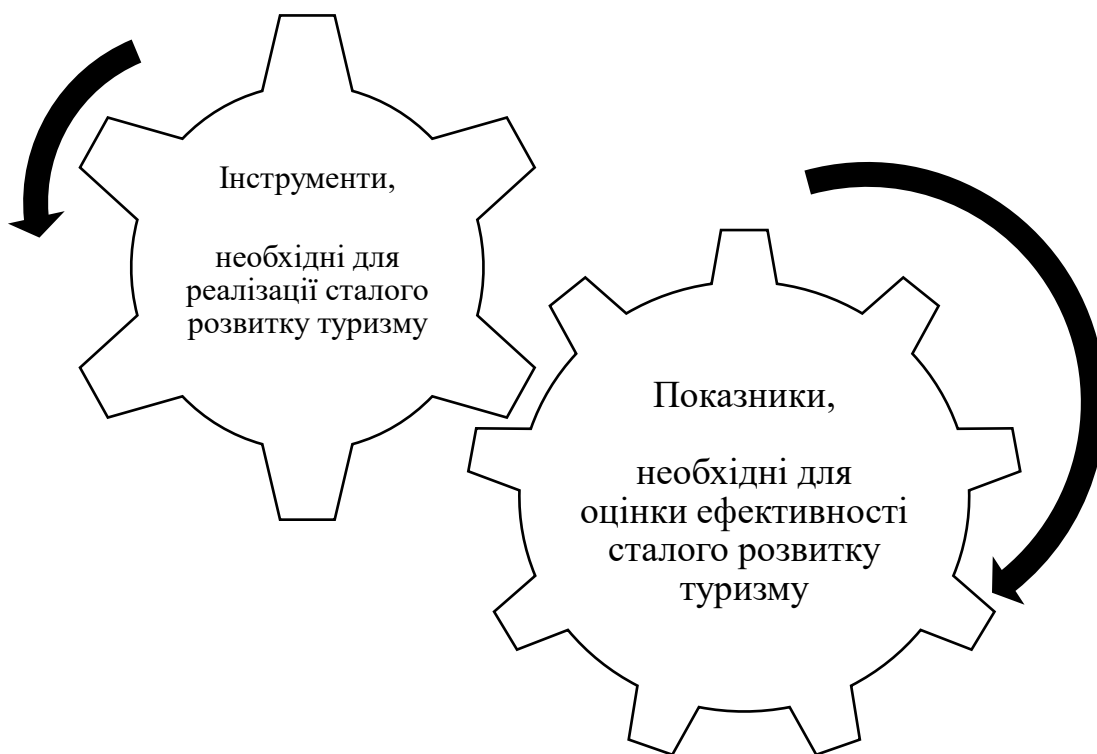 Інструменти,
необхідні для
реалізації сталого
розвитку туризму
Показники,
необхідні для
оцінки ефективності
сталого розвитку
туризму